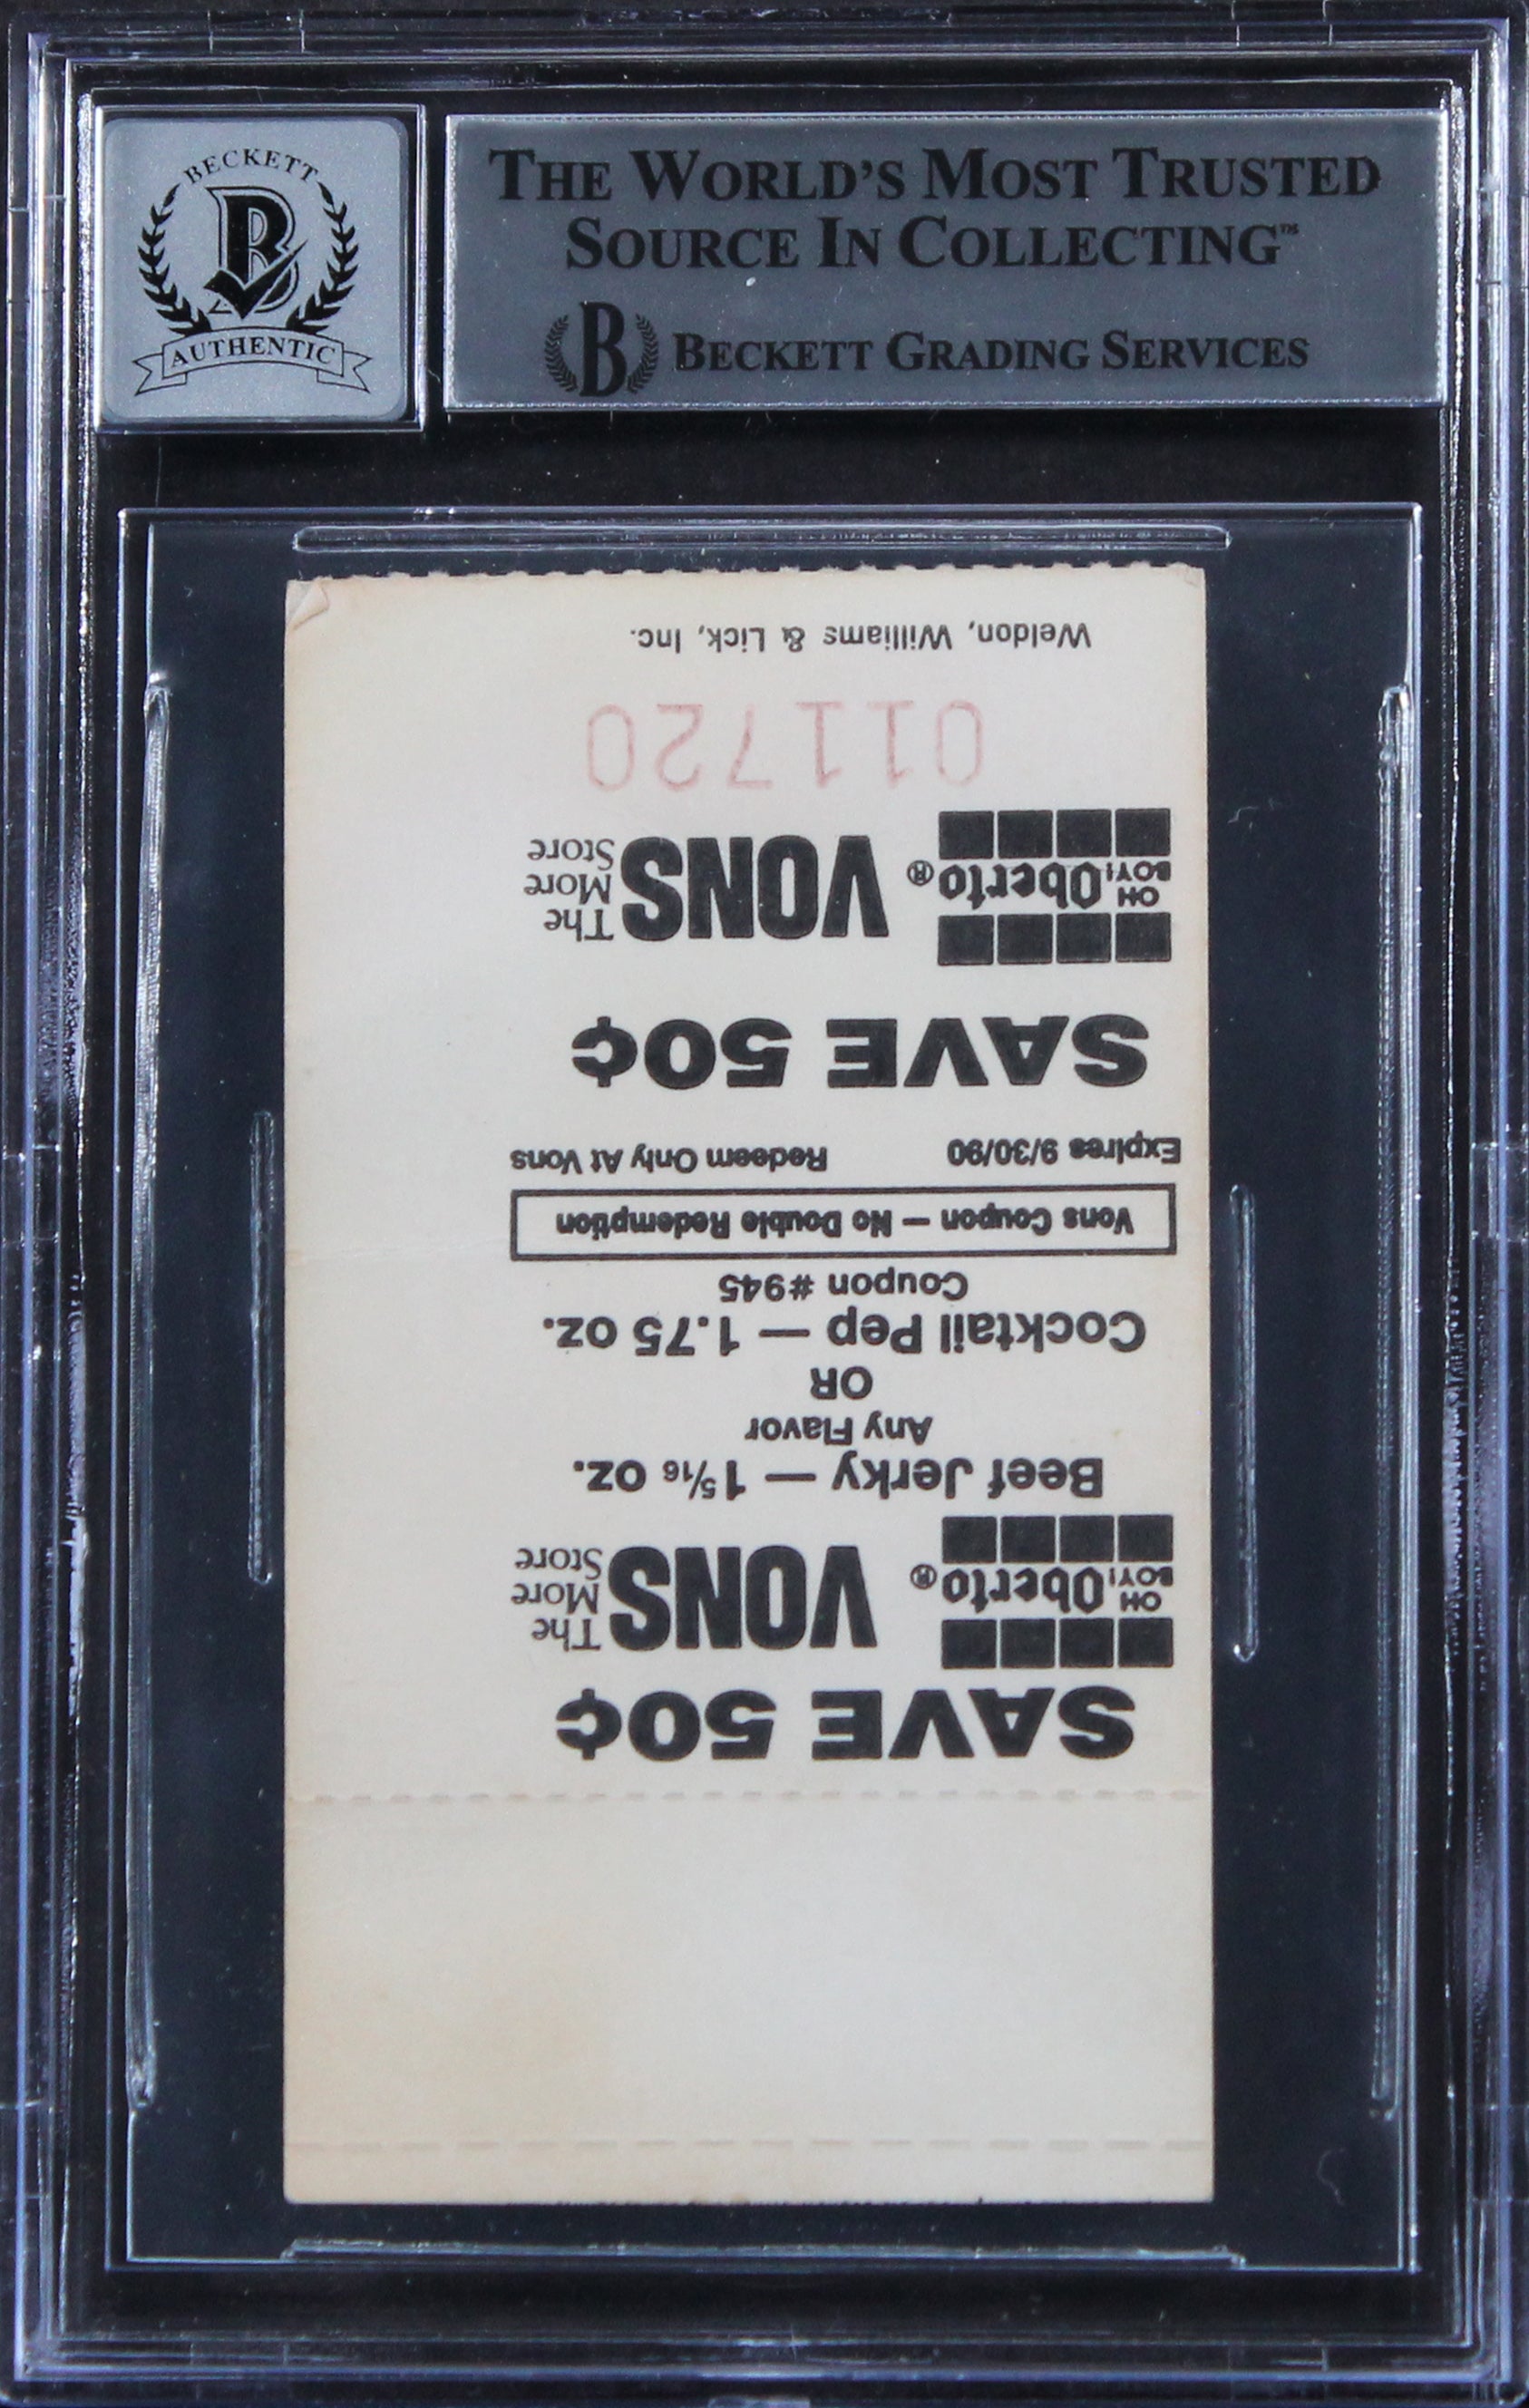 BECKETT
B
AUTHENTIC
THE WORLD'S MOST TRUSTED
SOURCE IN COLLECTING™
B BECKETT GRADING SERVICES
SAVE 50¢
OH BOY! Oberto® VONS The More Store
Beef Jerky — 1 5/16 oz.
Any Flavor
OR
Cocktail Pep — 1.75 oz.
Coupon #945
Vons Coupon — No Double Redemption
Expires 9/30/90 Redeem Only At Vons
SAVE 50¢
OH BOY! Oberto® VONS The More Store
011720
Weldon, Williams & Lick, Inc.